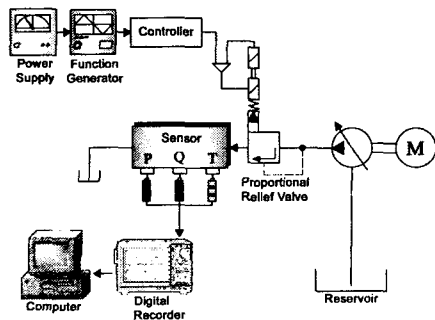 Power
Supply
Function
Generator
Controller
Sensor
P Q T
Proportional
Relief Valve
M
Reservoir
Computer
Digital
Recorder